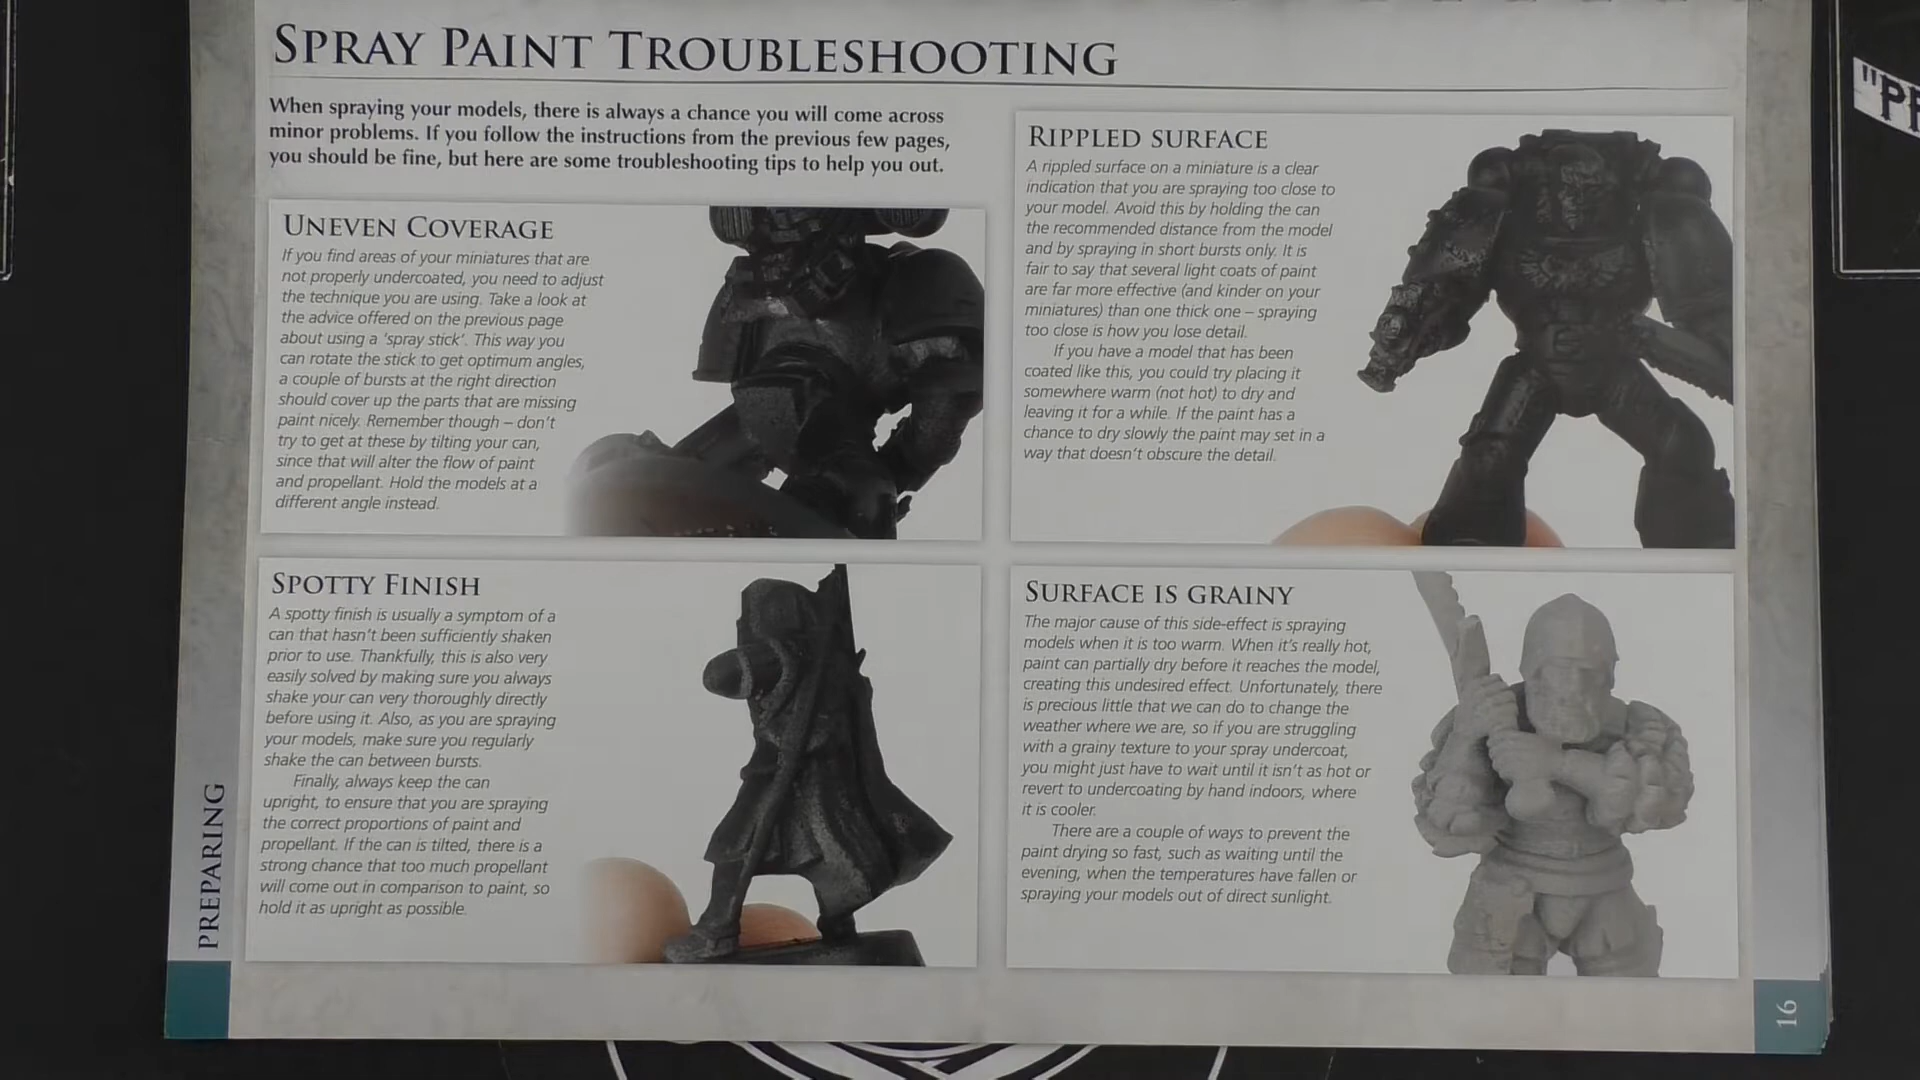 SPRAY PAINT TROUBLESHOOTING
When spraying your models, there is always a chance you will come across
minor problems. If you follow the instructions from the previous few pages,
you should be fine, but here are some troubleshooting tips to help you out.
UNEVEN COVERAGE
If you find areas of your miniatures that are
not properly undercoated, you need to adjust
the technique you are using. Take a look at
the advice offered on the previous page
about using a 'spray stick'. This way you
can rotate the stick to get optimum angles,
a couple of bursts at the right direction
should cover up the parts that are missing
paint nicely. Remember though – don't
try to get at these by tilting your can,
since that will alter the flow of paint
and propellant. Hold the models at a
different angle instead.
RIPPLED SURFACE
A rippled surface on a miniature is a clear
indication that you are spraying too close to
your model. Avoid this by holding the can
the recommended distance from the model
and by spraying in short bursts only. It is
fair to say that several light coats of paint
are far more effective (and kinder on your
miniatures) than one thick one – spraying
too close is how you lose detail.
If you have a model that has been
coated like this, you could try placing it
somewhere warm (not hot) to dry and
leaving it for a while. If the paint has a
chance to dry slowly the paint may set in a
way that doesn't obscure the detail.
SPOTTY FINISH
A spotty finish is usually a symptom of a
can that hasn't been sufficiently shaken
prior to use. Thankfully, this is also very
easily solved by making sure you always
shake your can very thoroughly directly
before using it. Also, as you are spraying
your models, make sure you regularly
shake the can between bursts.
Finally, always keep the can
upright, to ensure that you are spraying
the correct proportions of paint and
propellant. If the can is tilted, there is a
strong chance that too much propellant
will come out in comparison to paint, so
hold it as upright as possible.
SURFACE IS GRAINY
The major cause of this side-effect is spraying
models when it is too warm. When it's really hot,
paint can partially dry before it reaches the model,
creating this undesired effect. Unfortunately, there
is precious little that we can do to change the
weather where we are, so if you are struggling
with a grainy texture to your spray undercoat,
you might just have to wait until it isn't as hot or
revert to undercoating by hand indoors, where
it is cooler.
There are a couple of ways to prevent the
paint drying so fast, such as waiting until the
evening, when the temperatures have fallen or
spraying your models out of direct sunlight.
PREPARING
16